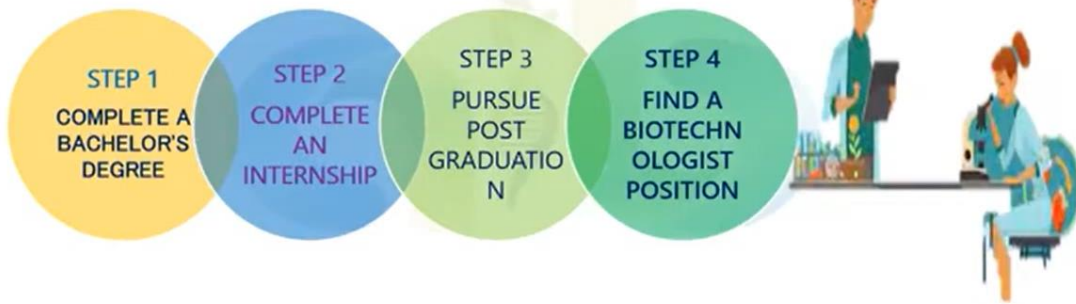 STEP 1
COMPLETE A
BACHELOR'S
DEGREE
STEP 2
COMPLETE
AN
INTERNSHIP
STEP 3
PURSUE
POST
GRADUATIO
N
STEP 4
FIND A
BIOTECHN
OLOGIST
POSITION